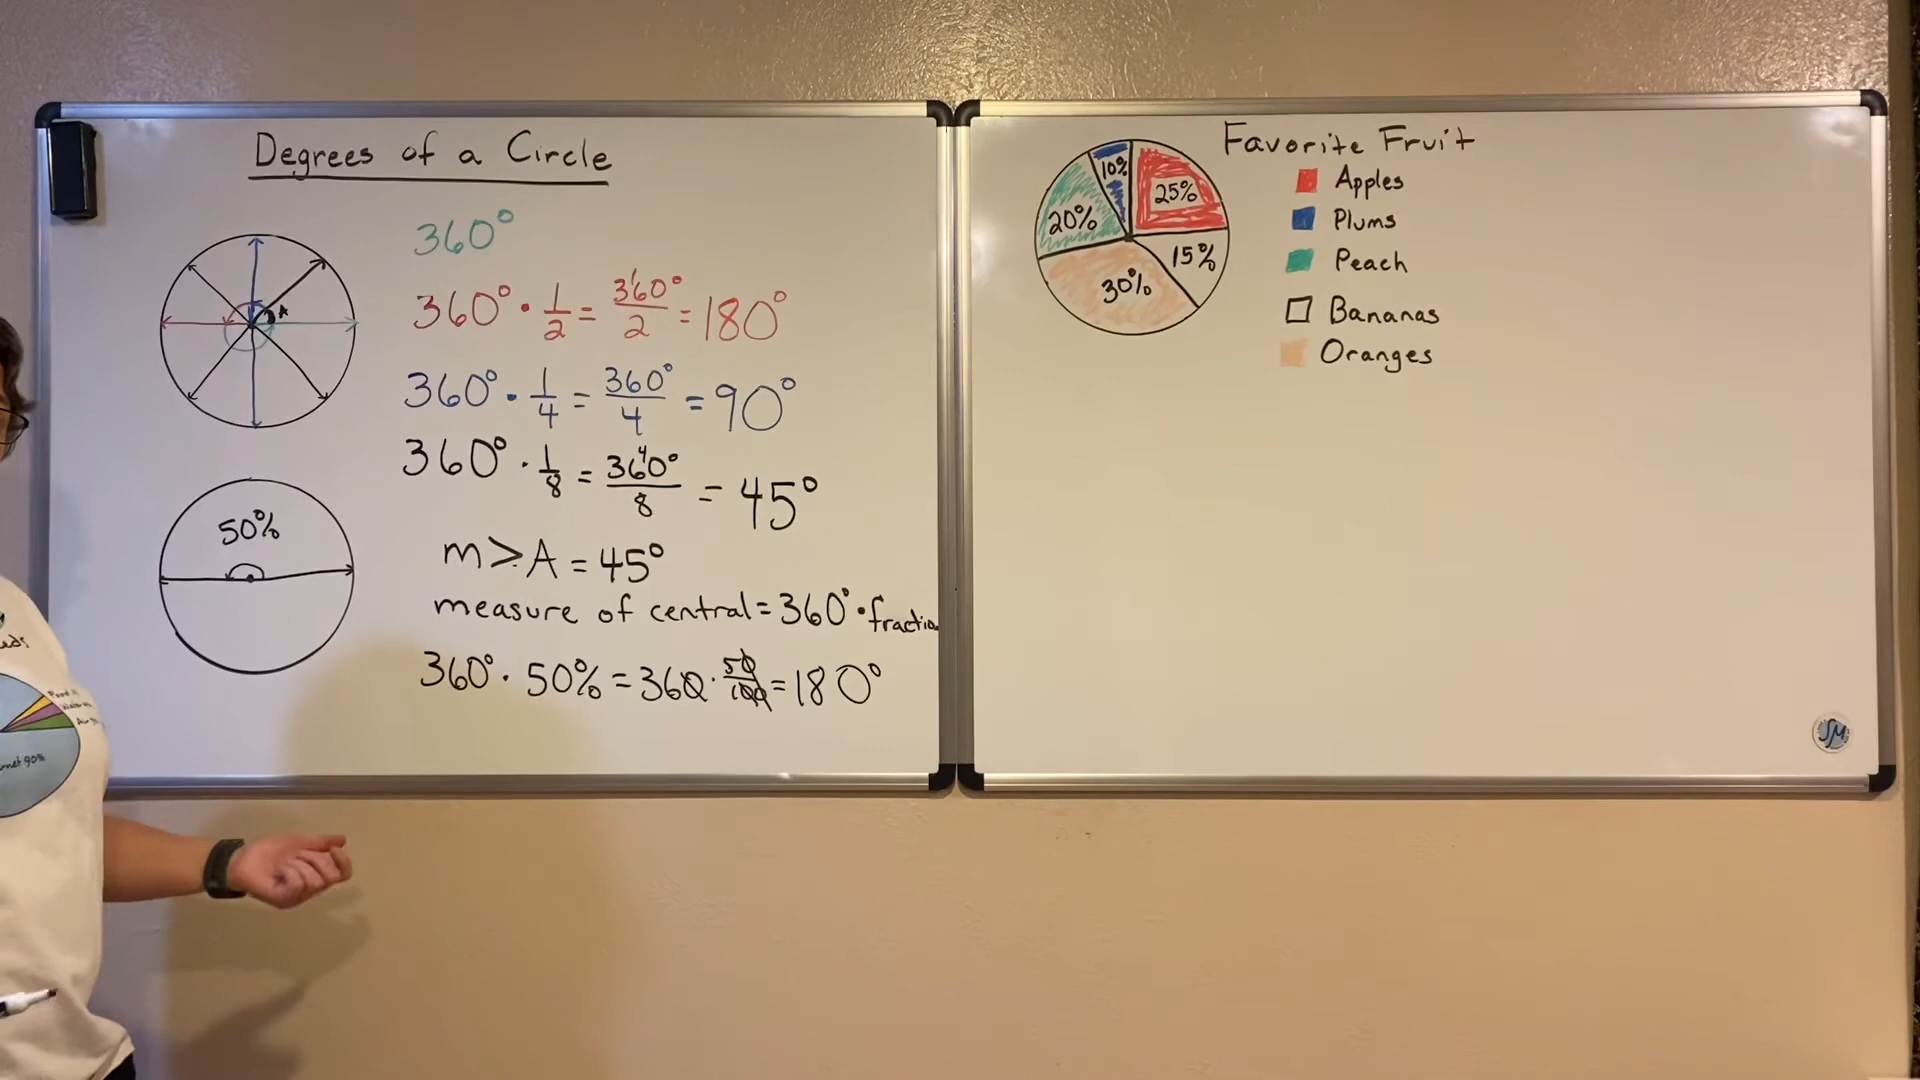 Degrees of a Circle
360°
360° · 1/2 = 360°/2 = 180°
360° · 1/4 = 360°/4 = 90°
360° · 1/8 = 360°/8 = 45°
m>A = 45°
measure of central = 360° · fraction
360° · 50% = 360 · 50/100 = 180°
A
50%
Favorite Fruit
Apples
Plums
Peach
Bananas
Oranges
10%
25%
20%
15%
30%
SM
90%